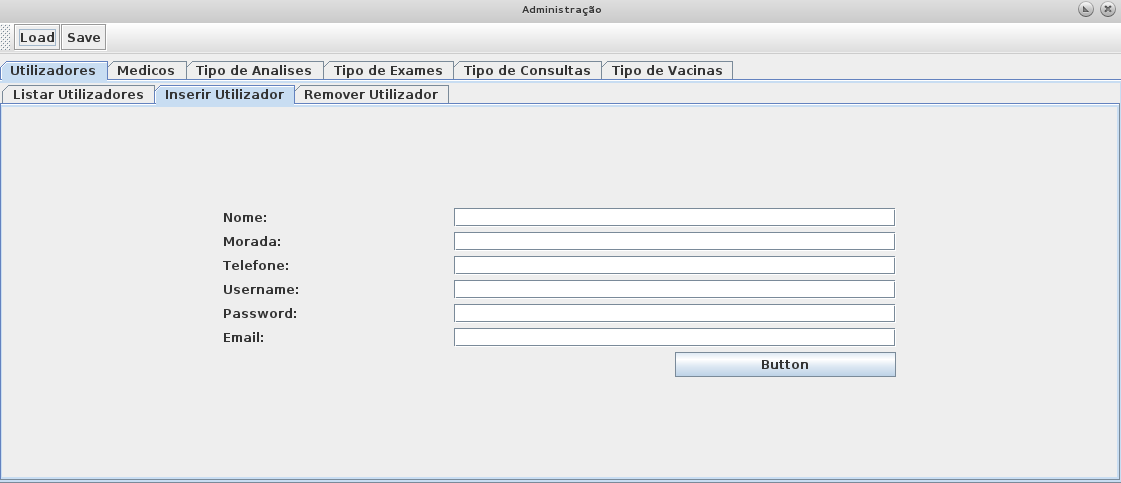 Administração
Load Save
Utilizadores Medicos Tipo de Analises Tipo de Exames Tipo de Consultas Tipo de Vacinas
Listar Utilizadores Inserir Utilizador Remover Utilizador
Nome:
Morada:
Telefone:
Username:
Password:
Email:
Button